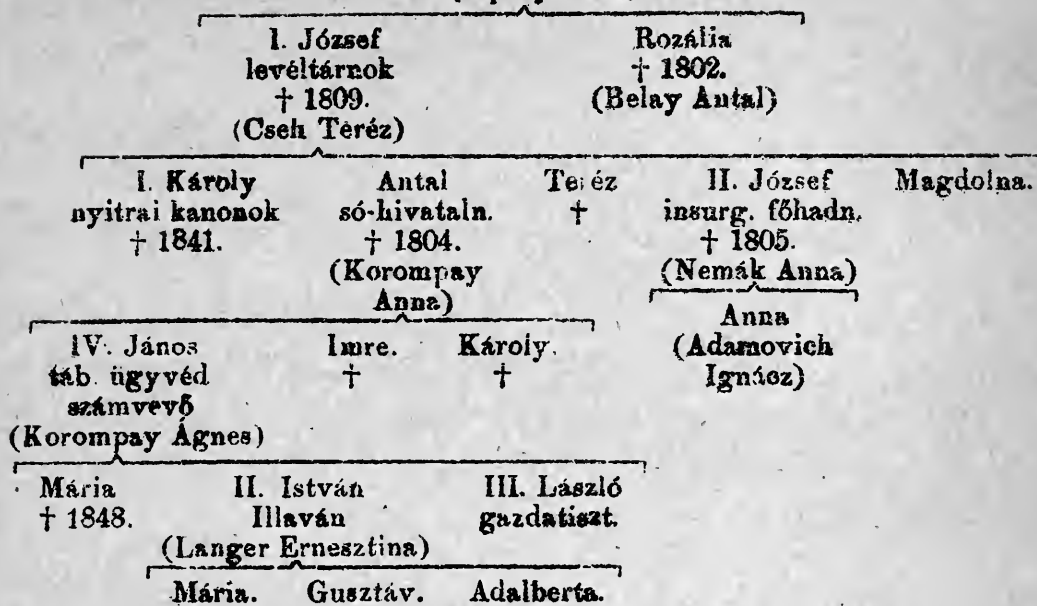 I. József Rozália
levéltárnok † 1802.
† 1809. (Belay Antal)
(Cseh Teréz)
I. Károly Antal Teréz II. József Magdolna.
nyitrai kanonok só-hivataln. † insurg. főhadn.
† 1841. † 1804. † 1805.
(Korompay (Nemák Anna)
Anna)
IV. János Imre. Károly. Anna
táb. ügyvéd † † (Adamovich
számvevő Ignácz)
(Korompay Ágnes)
Mária II. István III. László
† 1848. Illaván gazdatiszt.
(Langer Ernesztina)
Mária. Gusztáv. Adalberta.